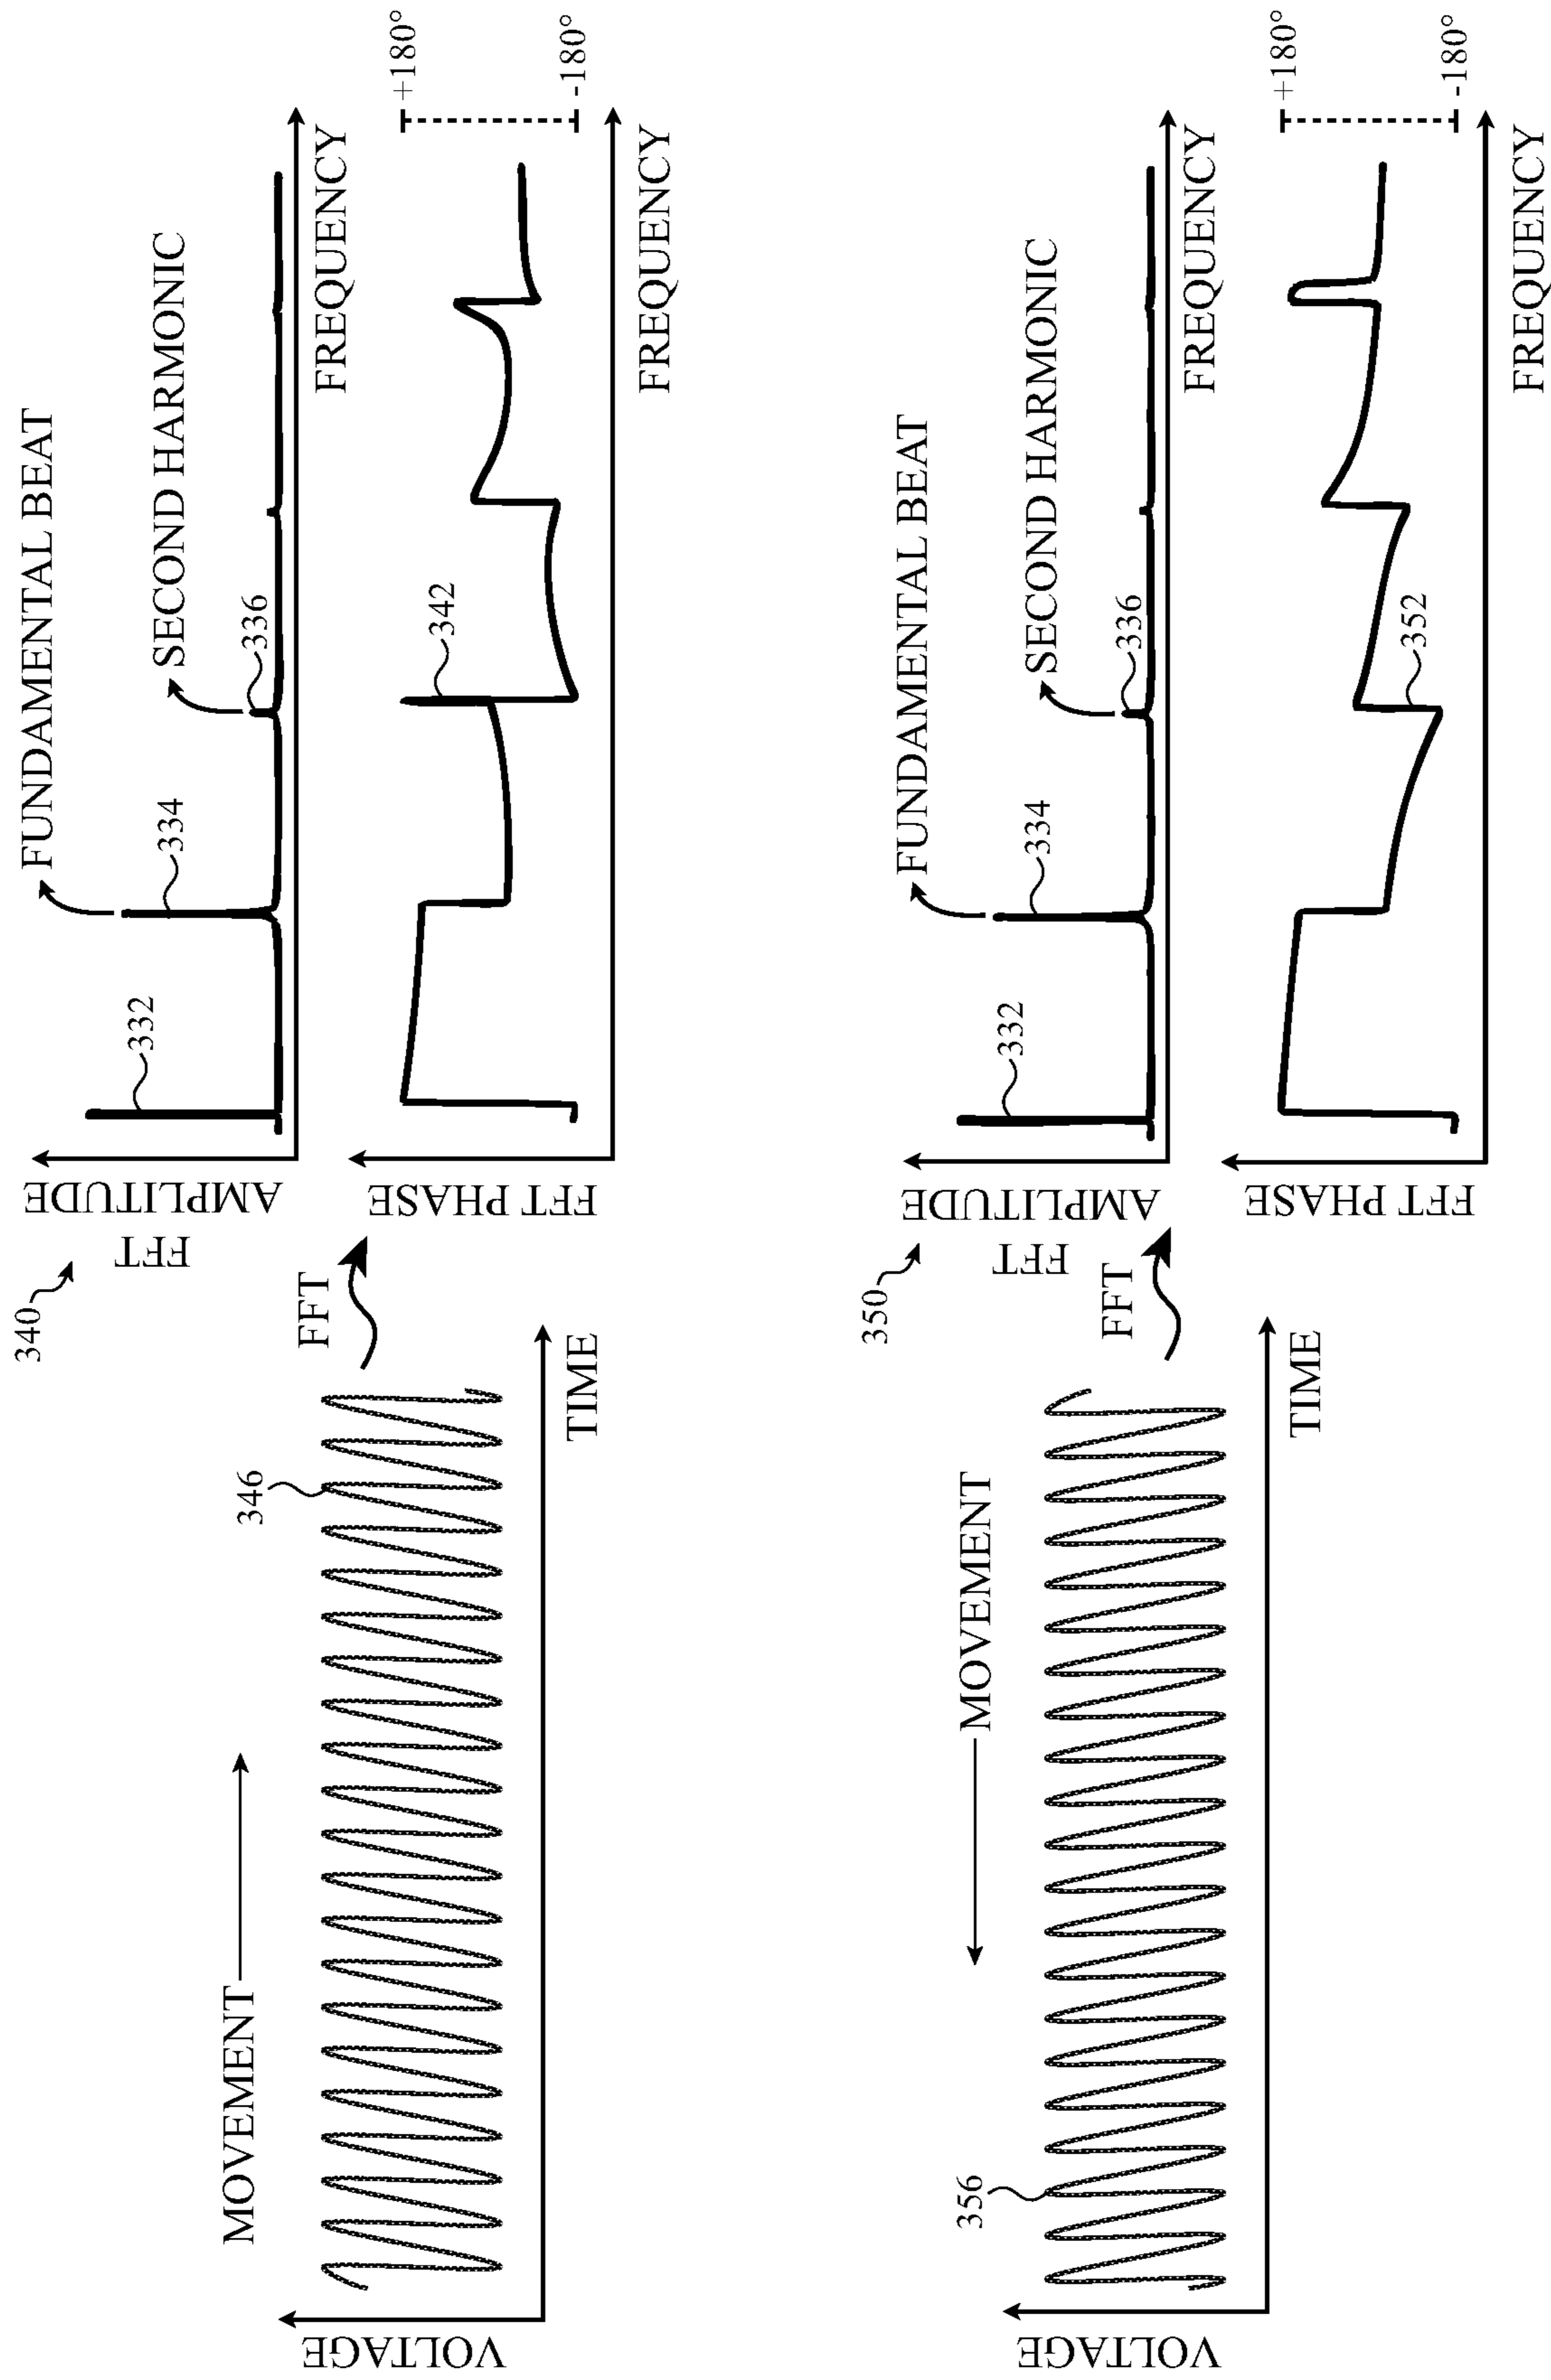 340
MOVEMENT
346
VOLTAGE
TIME
FFT
FFT
AMPLITUDE
FUNDAMENTAL BEAT
332
334
SECOND HARMONIC
336
FREQUENCY
FFT PHASE
342
+180°
-180°
FREQUENCY
350
MOVEMENT
356
VOLTAGE
TIME
FFT
FFT
AMPLITUDE
FUNDAMENTAL BEAT
332
334
SECOND HARMONIC
336
FREQUENCY
FFT PHASE
352
+180°
-180°
FREQUENCY